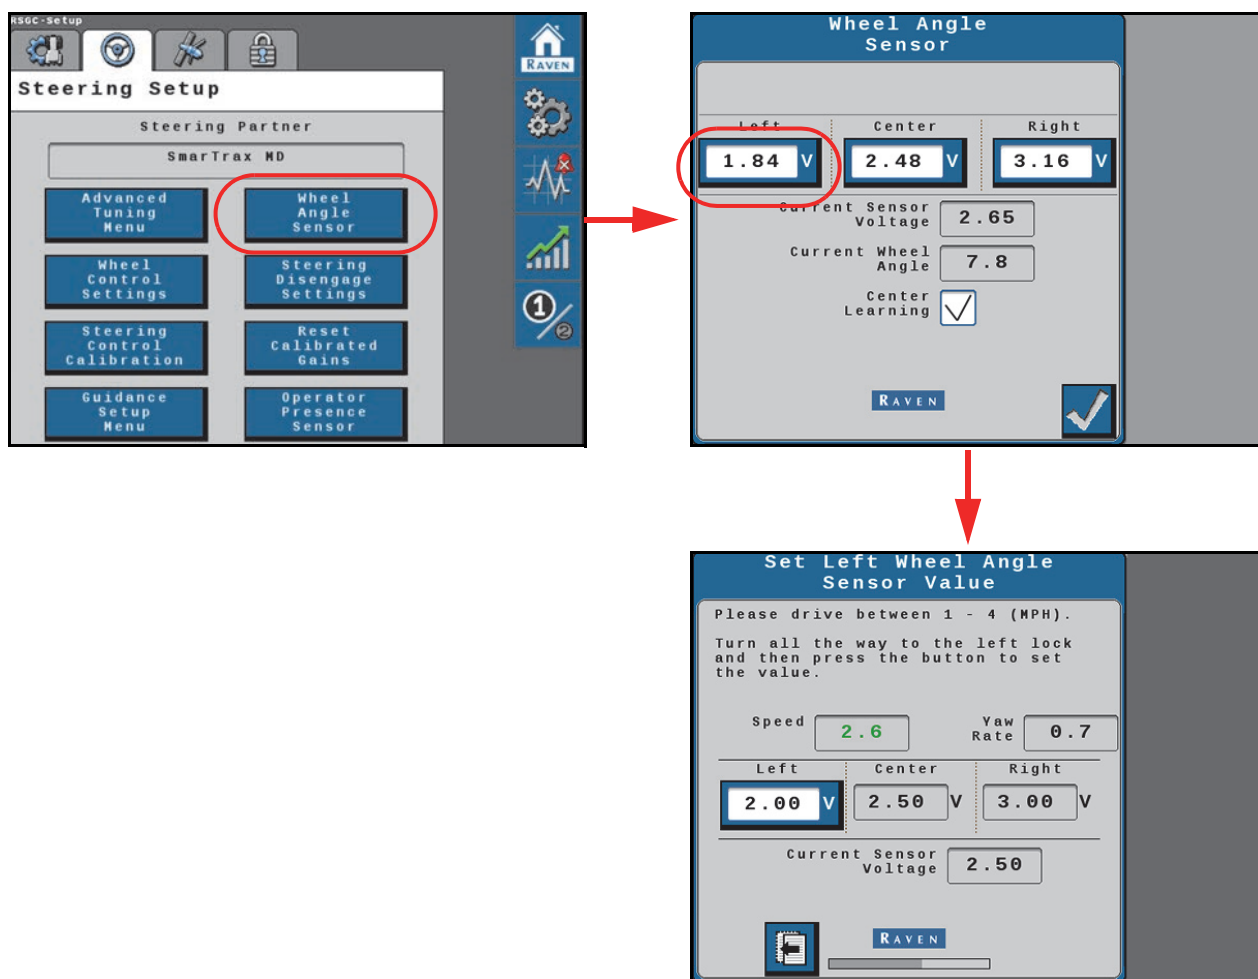 RSGC-Setup
RAVEN
Steering Setup
Steering Partner
SmarTrax MD
Advanced
Tuning
Menu
Wheel
Angle
Sensor
Wheel
Control
Settings
Steering
Disengage
Settings
Steering
Control
Calibration
Reset
Calibrated
Gains
Guidance
Setup
Menu
Operator
Presence
Sensor
1/2
Wheel Angle
Sensor
Left Center Right
1.84 V 2.48 V 3.16 V
Current Sensor
Voltage 2.65
Current Wheel
Angle 7.8
Center
Learning
RAVEN
Set Left Wheel Angle
Sensor Value
Please drive between 1 - 4 (MPH).
Turn all the way to the left lock
and then press the button to set
the value.
Speed 2.6 Yaw
Rate 0.7
Left Center Right
2.00 V 2.50 V 3.00 V
Current Sensor
Voltage 2.50
RAVEN